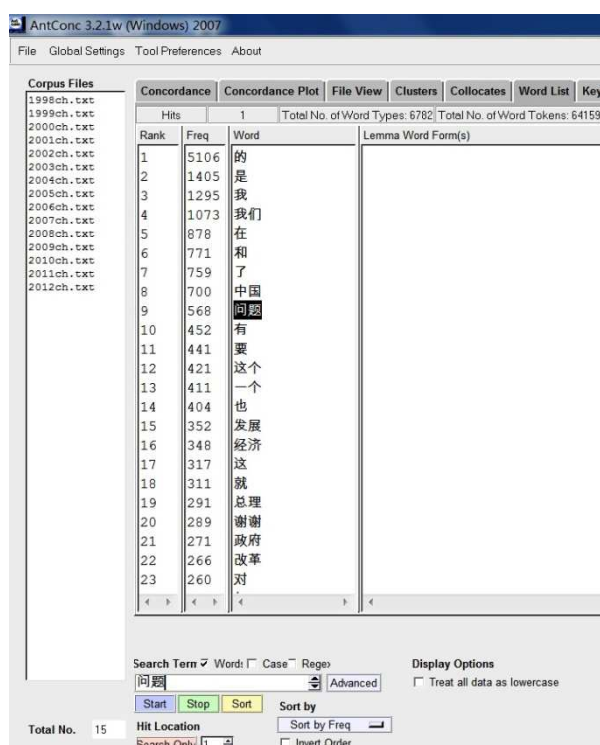 AntConc 3.2.1w (Windows) 2007
File Global Settings Tool Preferences About
Corpus Files
1998ch.txt
1999ch.txt
2000ch.txt
2001ch.txt
2002ch.txt
2003ch.txt
2004ch.txt
2005ch.txt
2006ch.txt
2007ch.txt
2008ch.txt
2009ch.txt
2010ch.txt
2011ch.txt
2012ch.txt
Total No. 15
Concordance Concordance Plot File View Clusters Collocates Word List Key
Hits 1 Total No. of Word Types: 6782 Total No. of Word Tokens: 64159
Rank Freq Word Lemma Word Form(s)
1 5106 的
2 1405 是
3 1295 我
4 1073 我们
5 878 在
6 771 和
7 759 了
8 700 中国
9 568 问题
10 452 有
11 441 要
12 421 这个
13 411 一个
14 404 也
15 352 发展
16 348 经济
17 317 这
18 311 就
19 291 总理
20 289 谢谢
21 271 政府
22 266 改革
23 260 对
Search Term Words Case Regex
问题 Advanced
Start Stop Sort
Hit Location
Search Only 1
Sort by
Sort by Freq
Invert Order
Display Options
Treat all data as lowercase